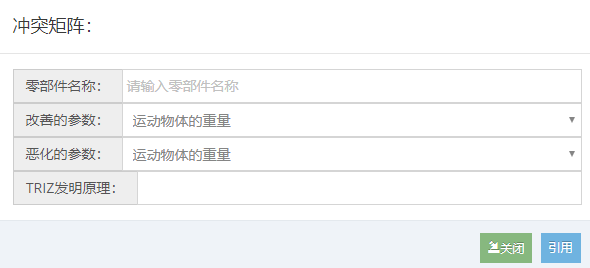 冲突矩阵：
零部件名称： 请输入零部件名称
改善的参数： 运动物体的重量
恶化的参数： 运动物体的重量
TRIZ发明原理：
关闭 引用